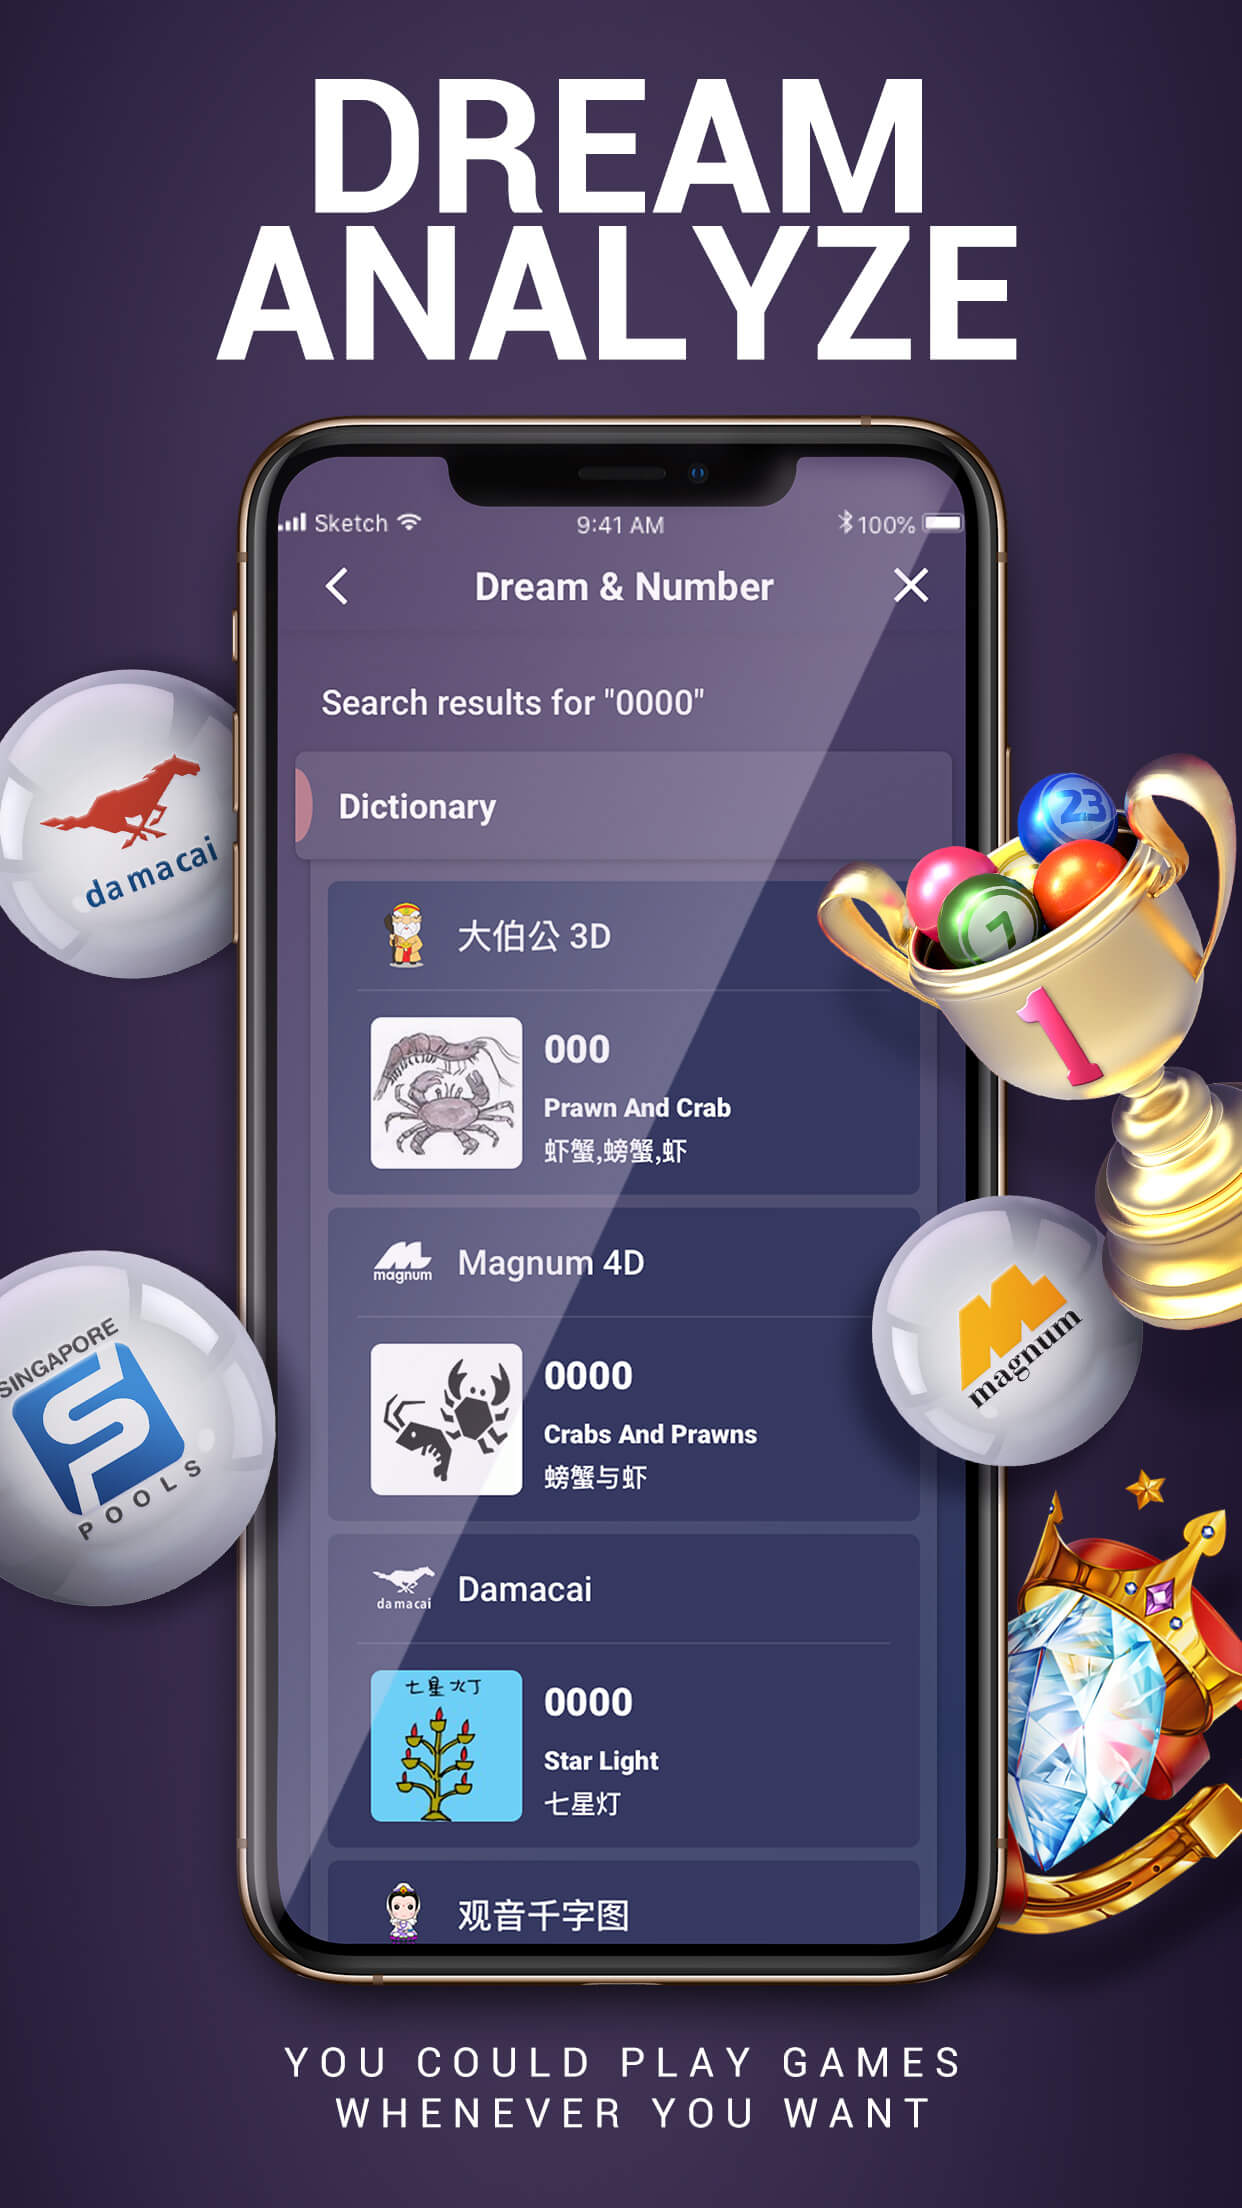 DREAM
ANALYZE
Sketch 9:41 AM 100%
Dream & Number
Search results for "0000"
Dictionary
大伯公 3D
000
Prawn And Crab
虾蟹,螃蟹,虾
magnum Magnum 4D
0000
Crabs And Prawns
螃蟹与虾
damacai Damacai
七星灯
0000
Star Light
七星灯
观音千字图
damacai
23
7
1
SINGAPORE
POOLS
magnum
YOU COULD PLAY GAMES
WHENEVER YOU WANT